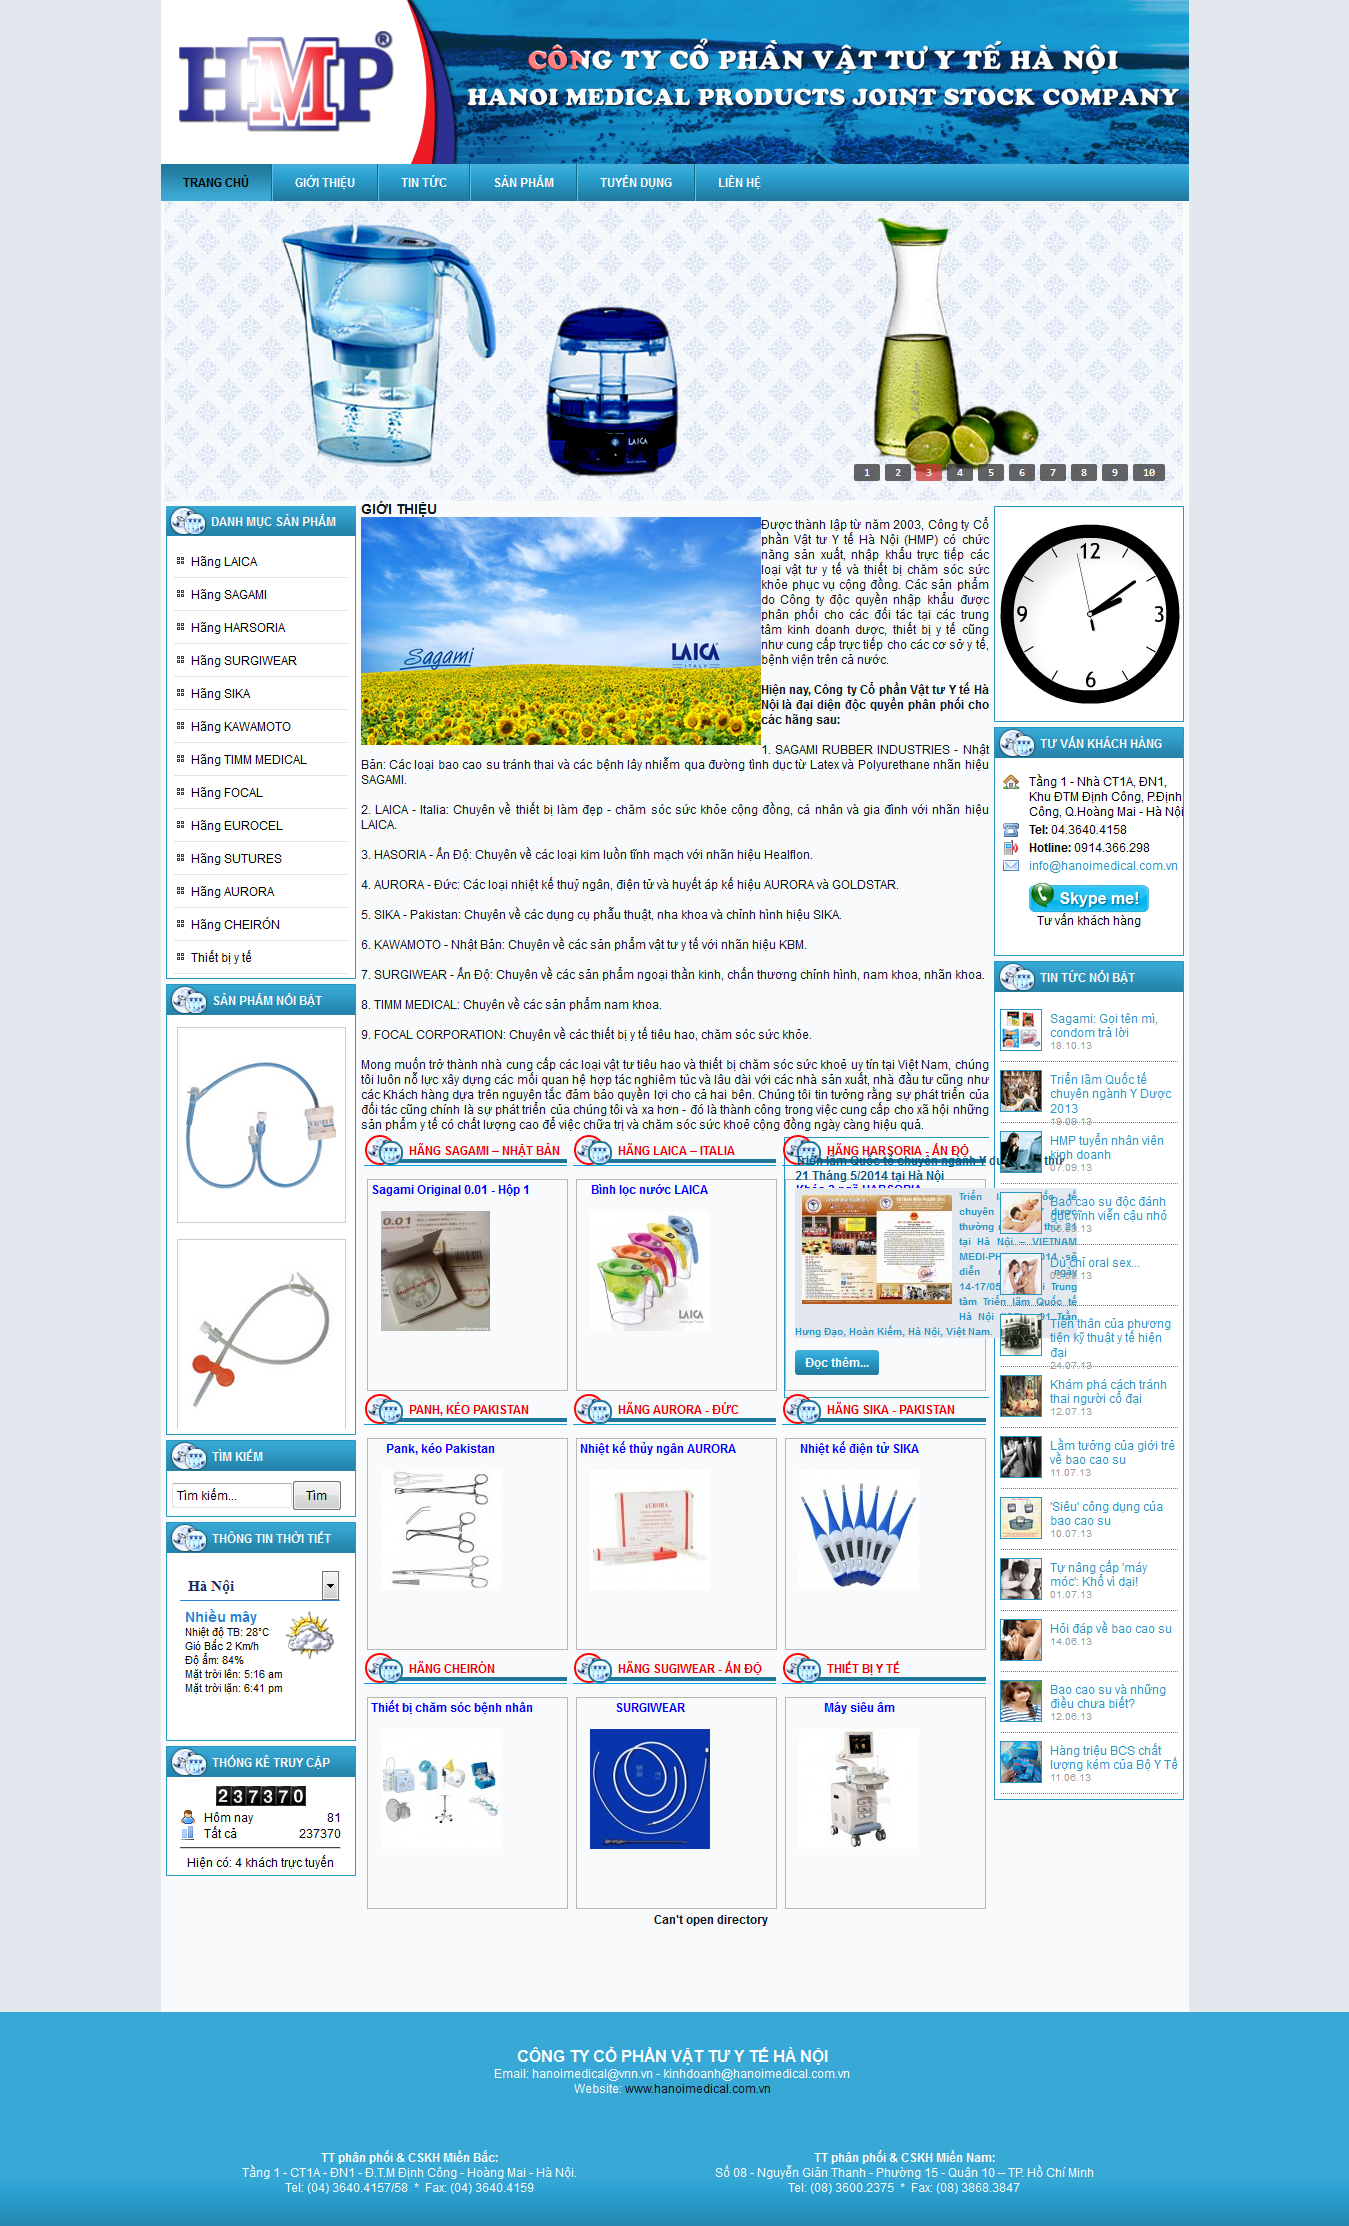 HMP®
CÔNG TY CỔ PHẦN VẬT TƯ Y TẾ HÀ NỘI
HANOI MEDICAL PRODUCTS JOINT STOCK COMPANY
TRANG CHỦ
GIỚI THIỆU
TIN TỨC
SẢN PHẨM
TUYỂN DỤNG
LIÊN HỆ
LAICA
1 2 3 4 5 6 7 8 9 10
DANH MỤC SẢN PHẨM
Hãng LAICA
Hãng SAGAMI
Hãng HARSORIA
Hãng SURGIWEAR
Hãng SIKA
Hãng KAWAMOTO
Hãng TIMM MEDICAL
Hãng FOCAL
Hãng EUROCEL
Hãng SUTURES
Hãng AURORA
Hãng CHEIRÓN
Thiết bị y tế
SẢN PHẨM NỔI BẬT
TÌM KIẾM
Tìm kiếm...
Tìm
THÔNG TIN THỜI TIẾT
Hà Nội
Nhiều mây
Nhiệt độ TB: 28°C
Gió Bắc 2 Km/h
Độ ẩm: 84%
Mặt trời lên: 5:16 am
Mặt trời lặn: 6:41 pm
THỐNG KÊ TRUY CẬP
237370
Hôm nay 81
Tất cả 237370
Hiện có: 4 khách trực tuyến
GIỚI THIỆU
Sagami
LAICA
ITALY
Được thành lập từ năm 2003, Công ty Cổ
phần Vật tư Y tế Hà Nội (HMP) có chức
năng sản xuất, nhập khẩu trực tiếp các
loại vật tư y tế và thiết bị chăm sóc sức
khỏe phục vụ cộng đồng. Các sản phẩm
do Công ty độc quyền nhập khẩu được
phân phối cho các đối tác tại các trung
tâm kinh doanh dược, thiết bị y tế cũng
như cung cấp trực tiếp cho các cơ sở y tế,
bệnh viện trên cả nước.
Hiện nay, Công ty Cổ phần Vật tư Y tế Hà
Nội là đại diện độc quyền phân phối cho
các hãng sau:
1. SAGAMI RUBBER INDUSTRIES - Nhật
Bản: Các loại bao cao su tránh thai và các bệnh lây nhiễm qua đường tình dục từ Latex và Polyurethane nhãn hiệu
SAGAMI.
2. LAICA - Italia: Chuyên về thiết bị làm đẹp - chăm sóc sức khỏe cộng đồng, cá nhân và gia đình với nhãn hiệu
LAICA.
3. HASORIA - Ấn Độ: Chuyên về các loại kim luồn tĩnh mạch với nhãn hiệu Healflon.
4. AURORA - Đức: Các loại nhiệt kế thuỷ ngân, điện tử và huyết áp kế hiệu AURORA và GOLDSTAR.
5. SIKA - Pakistan: Chuyên về các dụng cụ phẫu thuật, nha khoa và chỉnh hình hiệu SIKA.
6. KAWAMOTO - Nhật Bản: Chuyên về các sản phẩm vật tư y tế với nhãn hiệu KBM.
7. SURGIWEAR - Ấn Độ: Chuyên về các sản phẩm ngoại thần kinh, chấn thương chỉnh hình, nam khoa, nhãn khoa.
8. TIMM MEDICAL: Chuyên về các sản phẩm nam khoa.
9. FOCAL CORPORATION: Chuyên về các thiết bị y tế tiêu hao, chăm sóc sức khỏe.
Mong muốn trở thành nhà cung cấp các loại vật tư tiêu hao và thiết bị chăm sóc sức khoẻ uy tín tại Việt Nam, chúng
tôi luôn nỗ lực xây dựng các mối quan hệ hợp tác nghiêm túc và lâu dài với các nhà sản xuất, nhà đầu tư cũng như
các Khách hàng dựa trên nguyên tắc đảm bảo quyền lợi cho cả hai bên. Chúng tôi tin tưởng rằng sự phát triển của
đối tác cũng chính là sự phát triển của chúng tôi và xa hơn - đó là thành công trong việc cung cấp cho xã hội những
sản phẩm y tế có chất lượng cao để việc chữa trị và chăm sóc sức khoẻ cộng đồng ngày càng hiệu quả.
HÃNG SAGAMI – NHẬT BẢN
Sagami Original 0.01 - Hộp 1
0.01
HÃNG LAICA – ITALIA
Bình lọc nước LAICA
LAICA
HÃNG HARSORIA - ẤN ĐỘ
Triển lãm Quốc tế chuyên ngành Y dược thứ
21 Tháng 5/2014 tại Hà Nội
Hưng Đạo, Hoàn Kiếm, Hà Nội, Việt Nam.
Đọc thêm...
PANH, KÉO PAKISTAN
Pank, kéo Pakistan
HÃNG AURORA - ĐỨC
Nhiệt kế thủy ngân AURORA
AURORA
HÃNG SIKA - PAKISTAN
Nhiệt kế điện tử SIKA
HÃNG CHEIRÓN
Thiết bị chăm sóc bệnh nhân
HÃNG SUGIWEAR - ẤN ĐỘ
SURGIWEAR
THIẾT BỊ Y TẾ
Máy siêu âm
Can't open directory
12
3
6
9
TƯ VẤN KHÁCH HÀNG
Tầng 1 - Nhà CT1A, ĐN1,
Khu ĐTM Định Công, P.Định
Công, Q.Hoàng Mai - Hà Nội
Tel: 04.3640.4158
Hotline: 0914.366.298
info@hanoimedical.com.vn
Skype me!
Tư vấn khách hàng
TIN TỨC NỔI BẬT
Sagami: Gọi tên mì,
condom trả lời
18.10.13
Triển lãm Quốc tế
chuyên ngành Y Dược
2013
19.09.13
HMP tuyển nhân viên
kinh doanh
07.09.13
Bao cao su độc đánh
gục vĩnh viễn cậu nhỏ
Dù chỉ oral sex...
Tiền thân của phương
tiện kỹ thuật y tế hiện
đại
24.07.13
Khám phá cách tránh
thai người cổ đại
12.07.13
Lầm tưởng của giới trẻ
về bao cao su
11.07.13
'Siêu' công dụng của
bao cao su
10.07.13
Tự nâng cấp 'máy
móc': Khổ vì dại!
01.07.13
Hỏi đáp về bao cao su
14.06.13
Bao cao su và những
điều chưa biết?
12.06.13
Hàng triệu BCS chất
lượng kém của Bộ Y Tế
11.06.13
CÔNG TY CỔ PHẦN VẬT TƯ Y TẾ HÀ NỘI
Email: hanoimedical@vnn.vn - kinhdoanh@hanoimedical.com.vn
Website: www.hanoimedical.com.vn
TT phân phối & CSKH Miền Bắc:
Tầng 1 - CT1A - ĐN1 - Đ.T.M Định Công - Hoàng Mai - Hà Nội.
Tel: (04) 3640.4157/58 * Fax: (04) 3640.4159
TT phân phối & CSKH Miền Nam:
Số 08 - Nguyễn Giản Thanh - Phường 15 - Quận 10 – TP. Hồ Chí Minh
Tel: (08) 3600.2375 * Fax: (08) 3868.3847